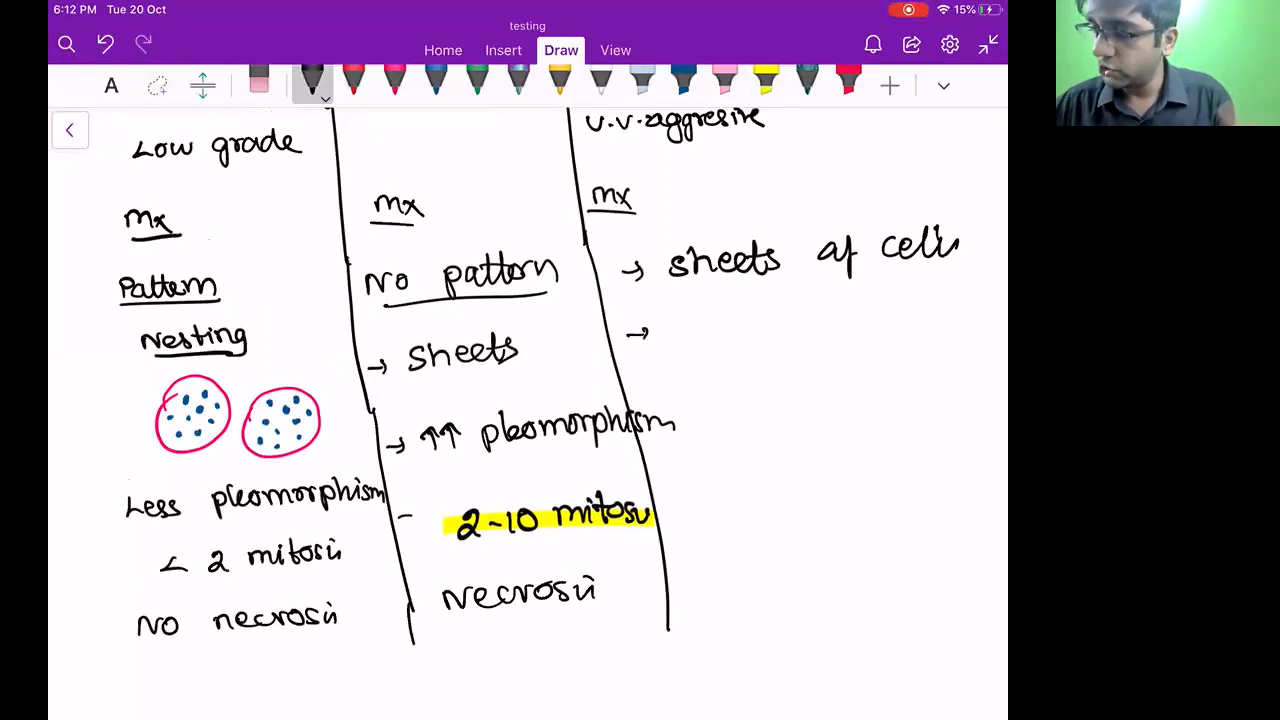 6:12 PM Tue 20 Oct
15%
testing
Home Insert Draw View
A
Low grade
Mx
Pattern
Nesting
Less pleomorphism
< 2 mitosis
No necrosis
Mx
No pattern
→ Sheets
→ ↑↑ pleomorphism
- 2-10 mitosis
Necrosis
v.v.aggresive
Mx
→ sheets of cells
→